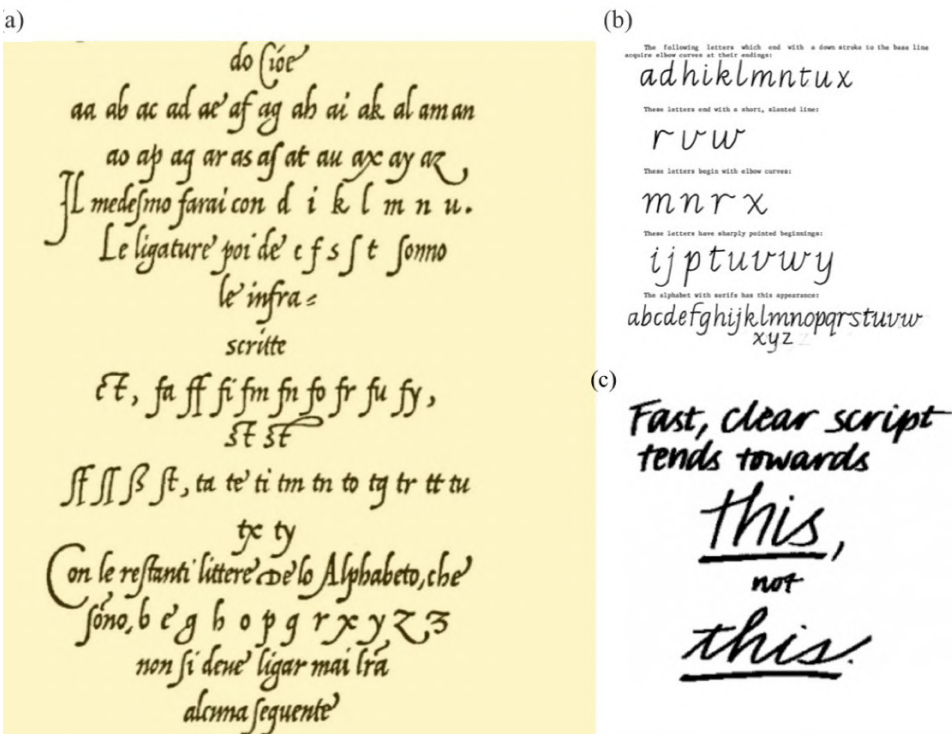 (a)
do Cioe
aa ab ac ad ae af ag ah ai ak al am an
ao ap aq ar as aſ at au ax ay az
Il medeſmo farai con d i k l m n u.
Le ligature poi de c f s ſ t ſonno
le infra=
scritte
ct, fa ff fi fm fn fo fr fu fy,
st st
ſf ſſ ß ſt, ta te ti tm tn to tq tr tt tu
tx ty
Con le reſtanti littere De lo Alphabeto, che
ſono, b e g h o p q r x y z ʒ
non ſi deue ligar mai lrã
alcuna ſeguente
(b)
The following letters which end with a down stroke to the base line
acquire elbow curves at their endings:
adhiklmntux
These letters end with a short, slanted line:
rvw
These letters begin with elbow curves:
mnrx
These letters have sharply pointed beginnings:
ijptuvwy
The alphabet with serifs has this appearance:
abcdefghijklmnopqrstuvw
xyz
(c)
Fast, clear script
tends towards
this,
not
this.